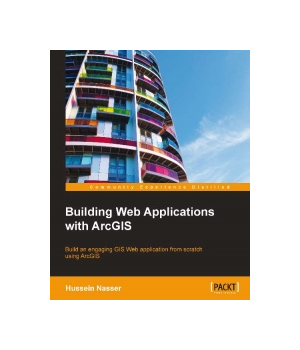 Community Experience Distilled
Building Web Applications
with ArcGIS
Build an engaging GIS Web application from scratch
using ArcGIS
Hussein Nasser
PACKT